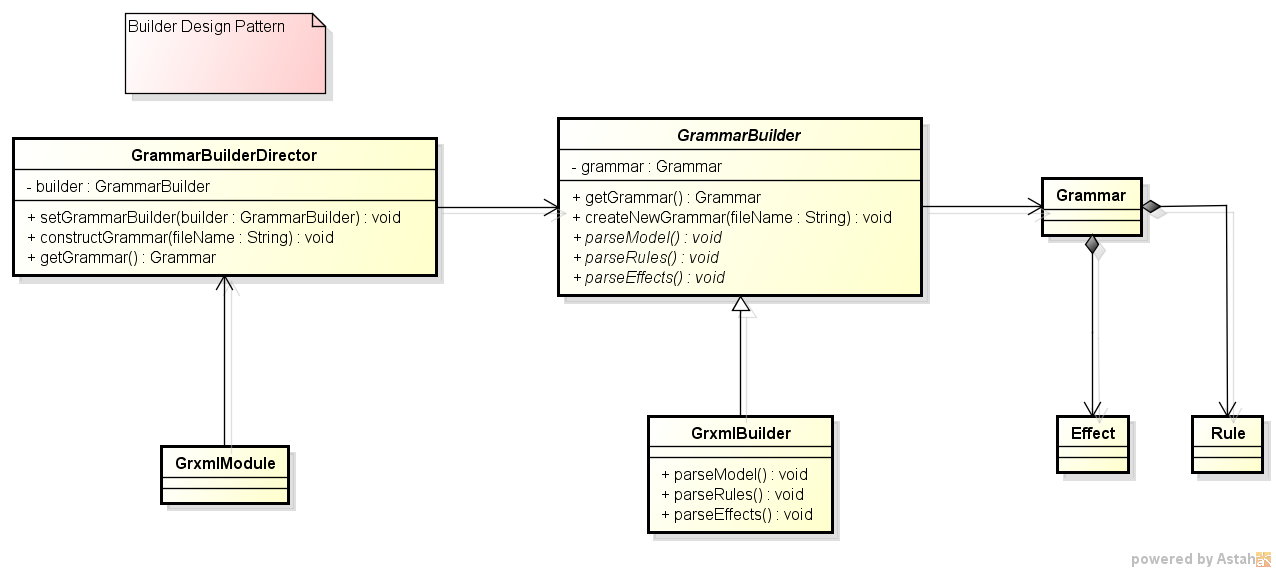 Builder Design Pattern
GrammarBuilderDirector
- builder : GrammarBuilder
+ setGrammarBuilder(builder : GrammarBuilder) : void
+ constructGrammar(fileName : String) : void
+ getGrammar() : Grammar
GrammarBuilder
- grammar : Grammar
+ getGrammar() : Grammar
+ createNewGrammar(fileName : String) : void
+ parseModel() : void
+ parseRules() : void
+ parseEffects() : void
Grammar
GrxmlModule
GrxmlBuilder
+ parseModel() : void
+ parseRules() : void
+ parseEffects() : void
Effect
Rule
powered by Astah